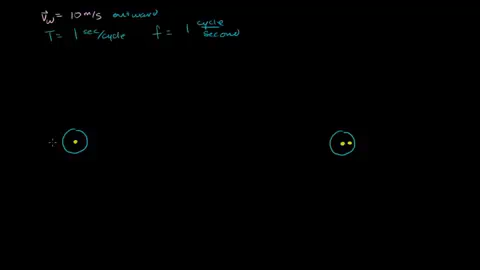 v⃗w = 10 m/s outward
T = 1 sec/cycle f = 1 cycle/second